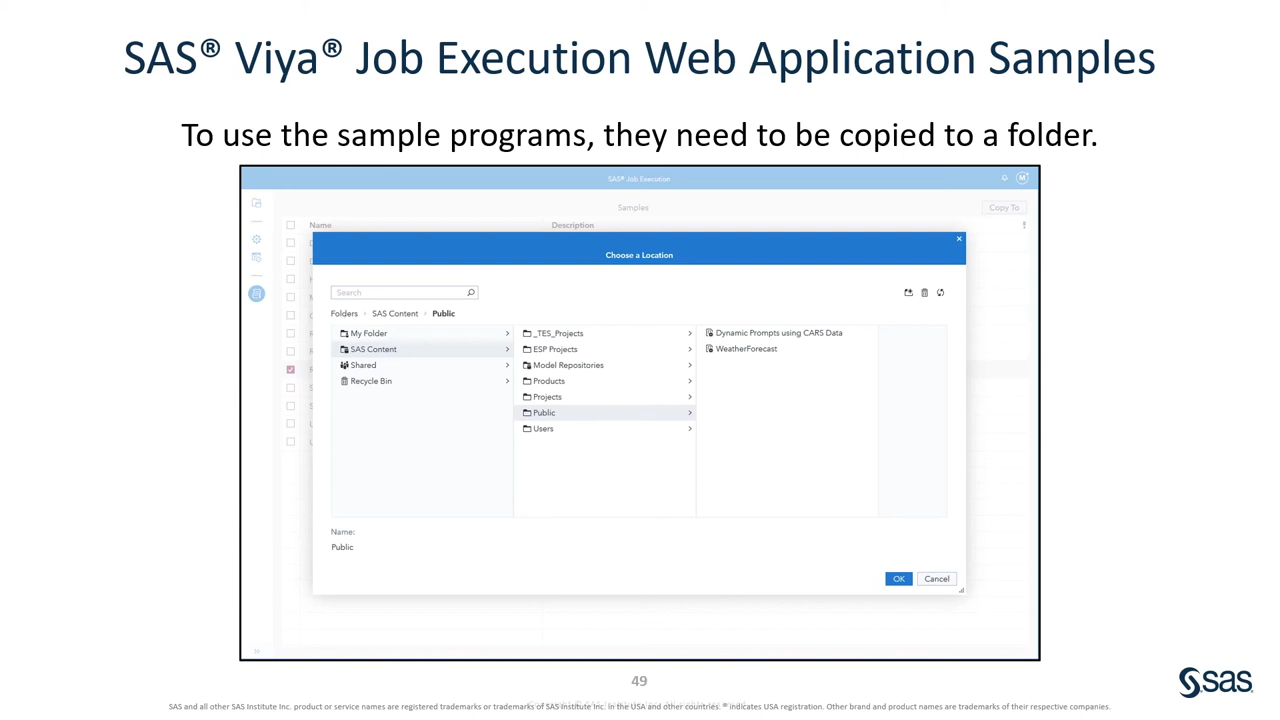 SAS® Viya® Job Execution Web Application Samples
To use the sample programs, they need to be copied to a folder.
SAS® Job Execution
M
Samples
Copy To
Name
Description
Choose a Location
Search
Folders > SAS Content > Public
My Folder
SAS Content
Shared
Recycle Bin
_TES_Projects
ESP Projects
Model Repositories
Products
Projects
Public
Users
Dynamic Prompts using CARS Data
WeatherForecast
Name:
Public
OK
Cancel
49
sas
SAS and all other SAS Institute Inc. product or service names are registered trademarks or trademarks of SAS Institute Inc. in the USA and other countries. ® indicates USA registration. Other brand and product names are trademarks of their respective companies.